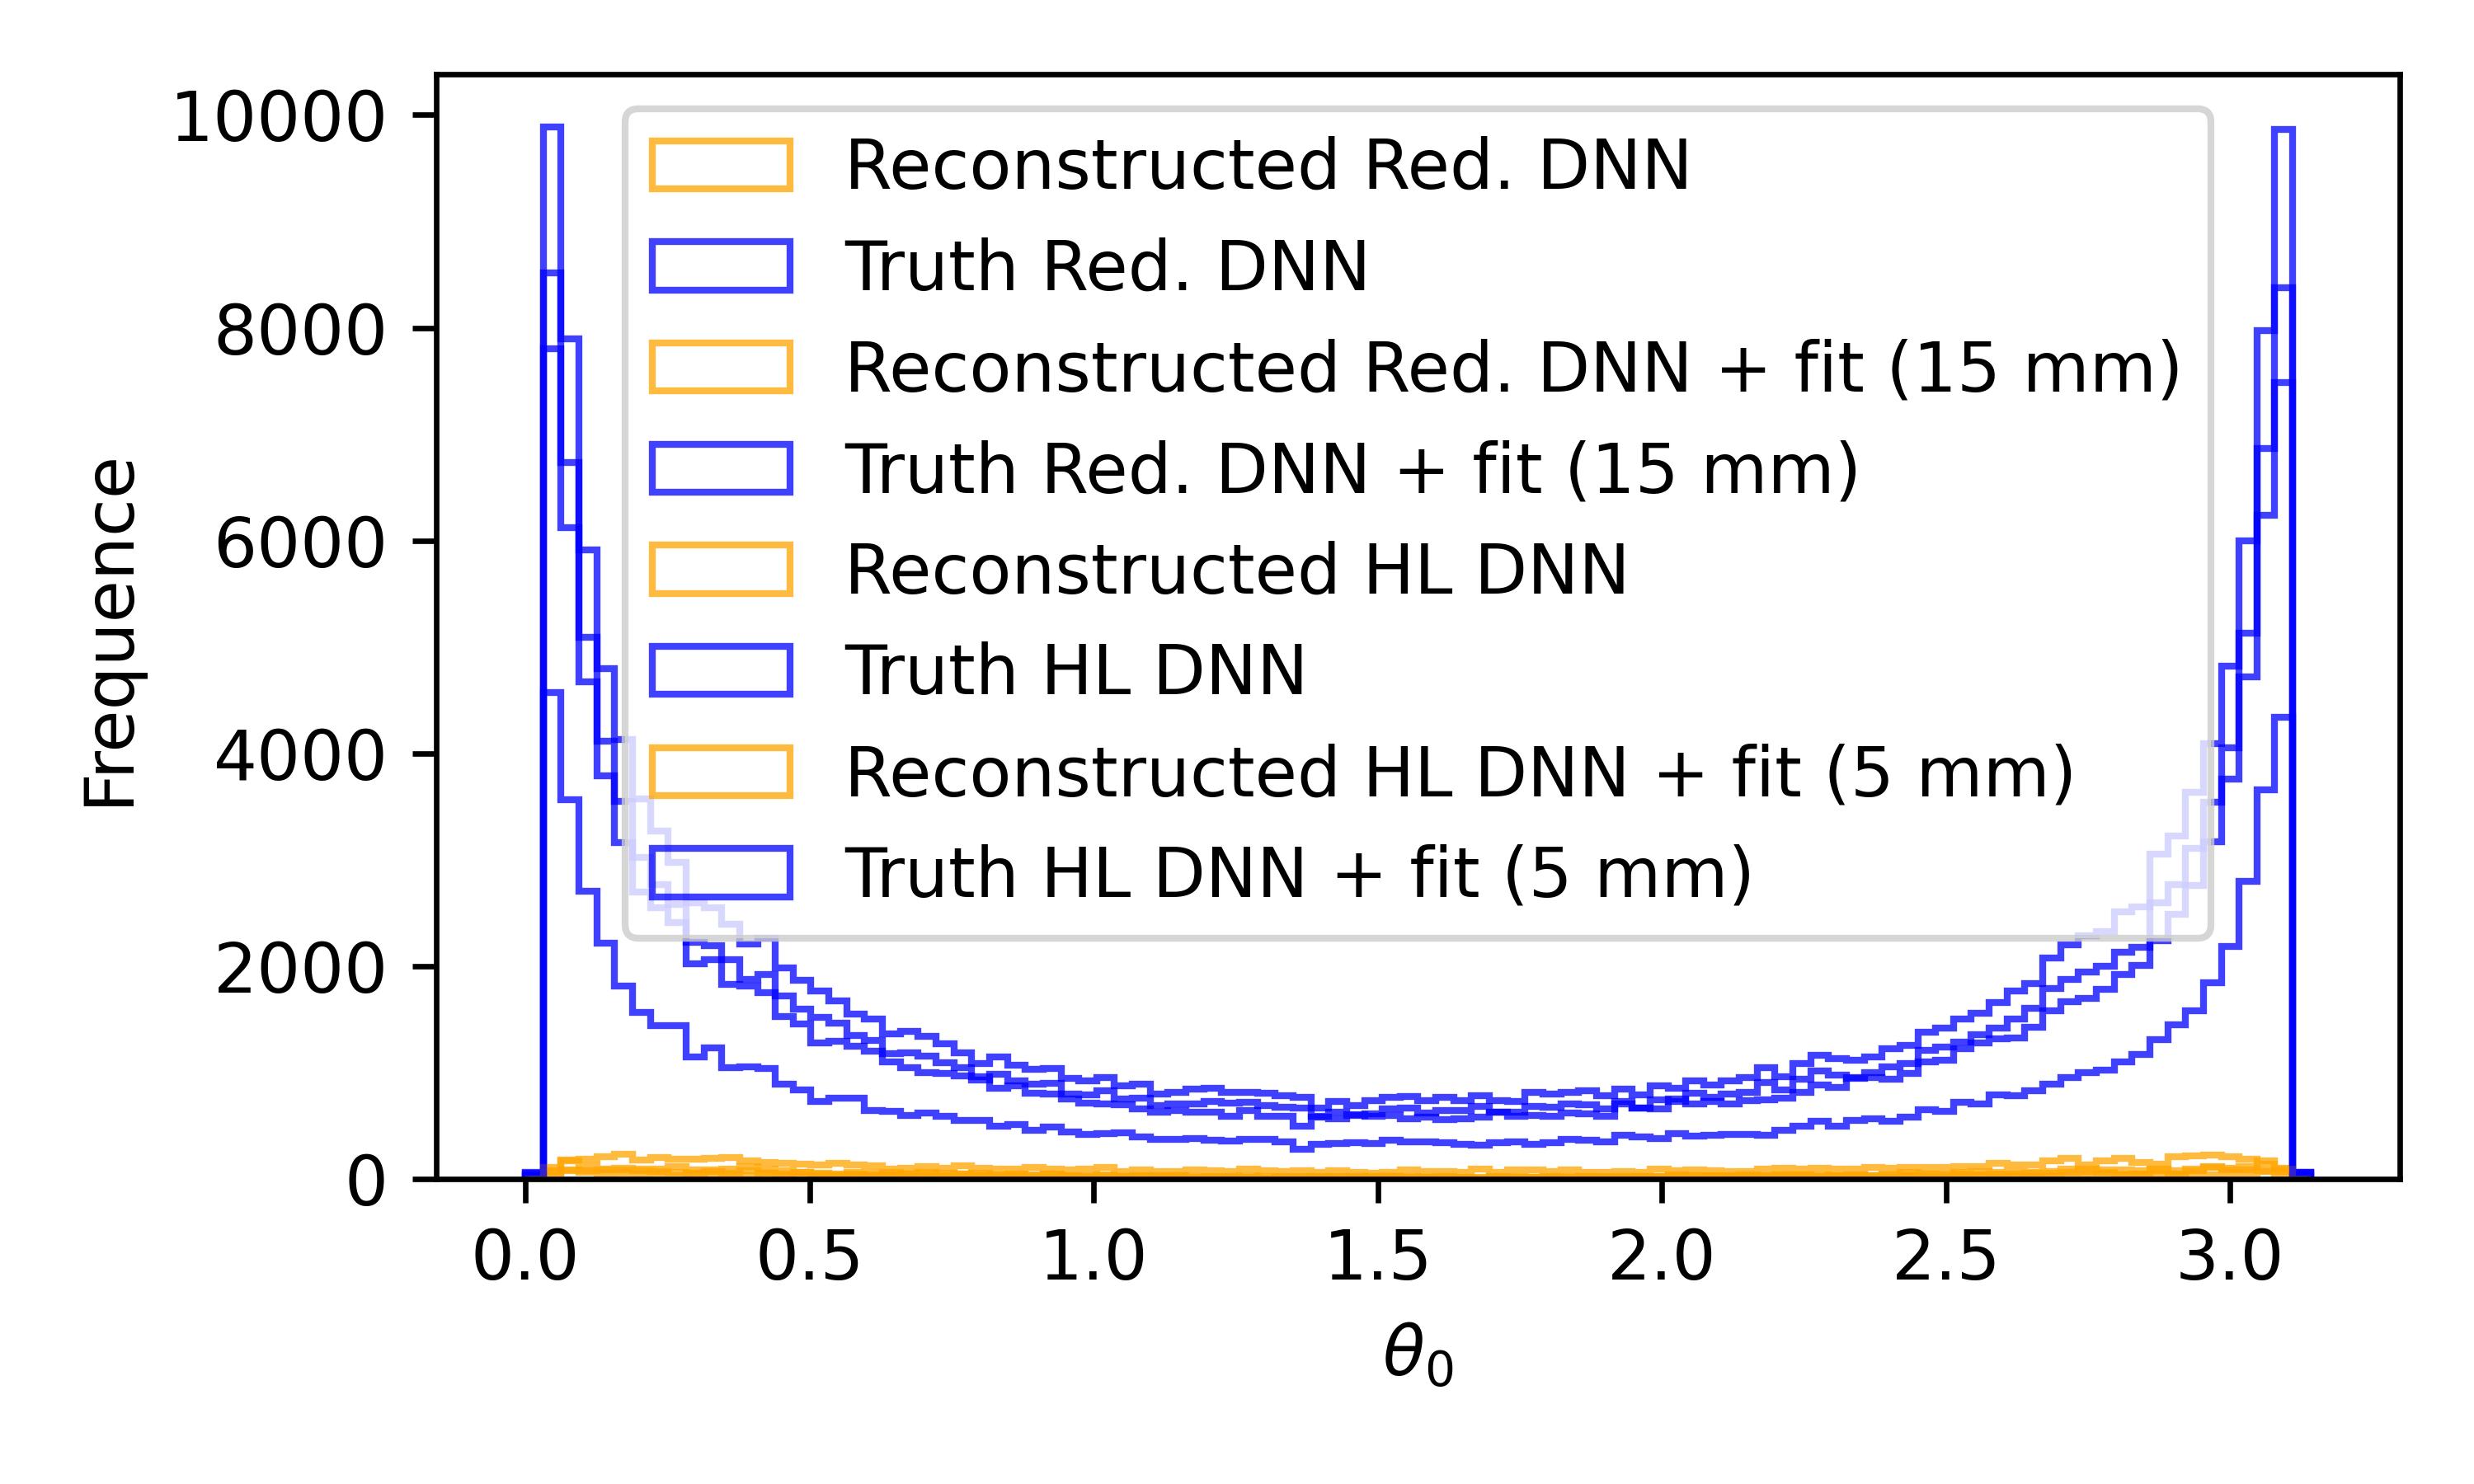 10000
8000
6000
4000
2000
0
Frequence
Reconstructed Red. DNN
Truth Red. DNN
Reconstructed Red. DNN + fit (15 mm)
Truth Red. DNN + fit (15 mm)
Reconstructed HL DNN
Truth HL DNN
Reconstructed HL DNN + fit (5 mm)
Truth HL DNN + fit (5 mm)
0.0 0.5 1.0 1.5 2.0 2.5 3.0
θ₀